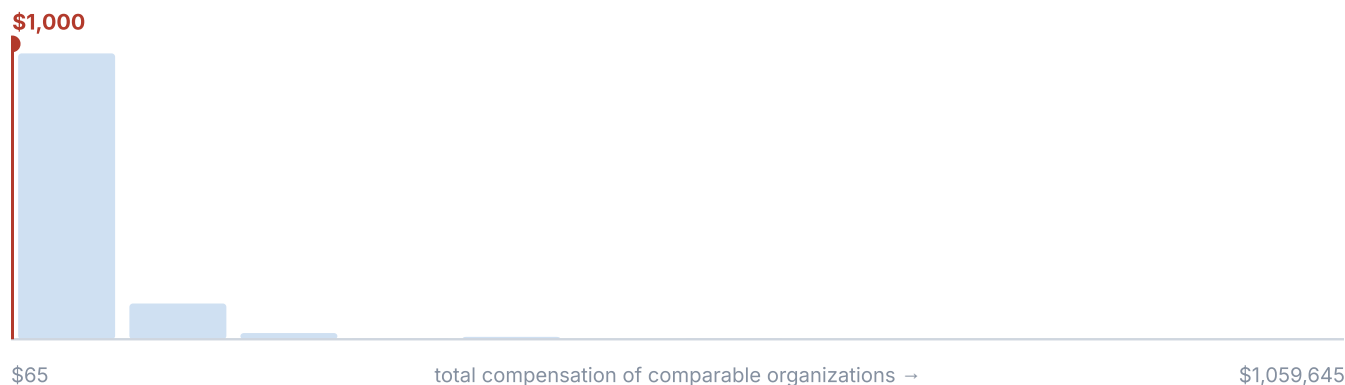 $1,000
$65
total compensation of comparable organizations →
$1,059,645